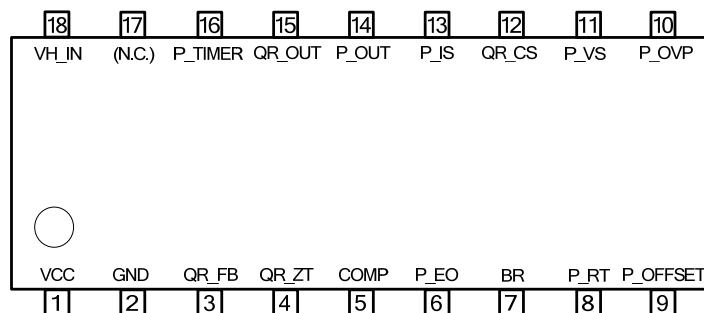 18 17 16 15 14 13 12 11 10
VH_IN (N.C.) P_TIMER QR_OUT P_OUT P_IS QR_CS P_VS P_OVP
VCC GND QR_FB QR_ZT COMP P_EO BR P_RT P_OFFSET
1 2 3 4 5 6 7 8 9